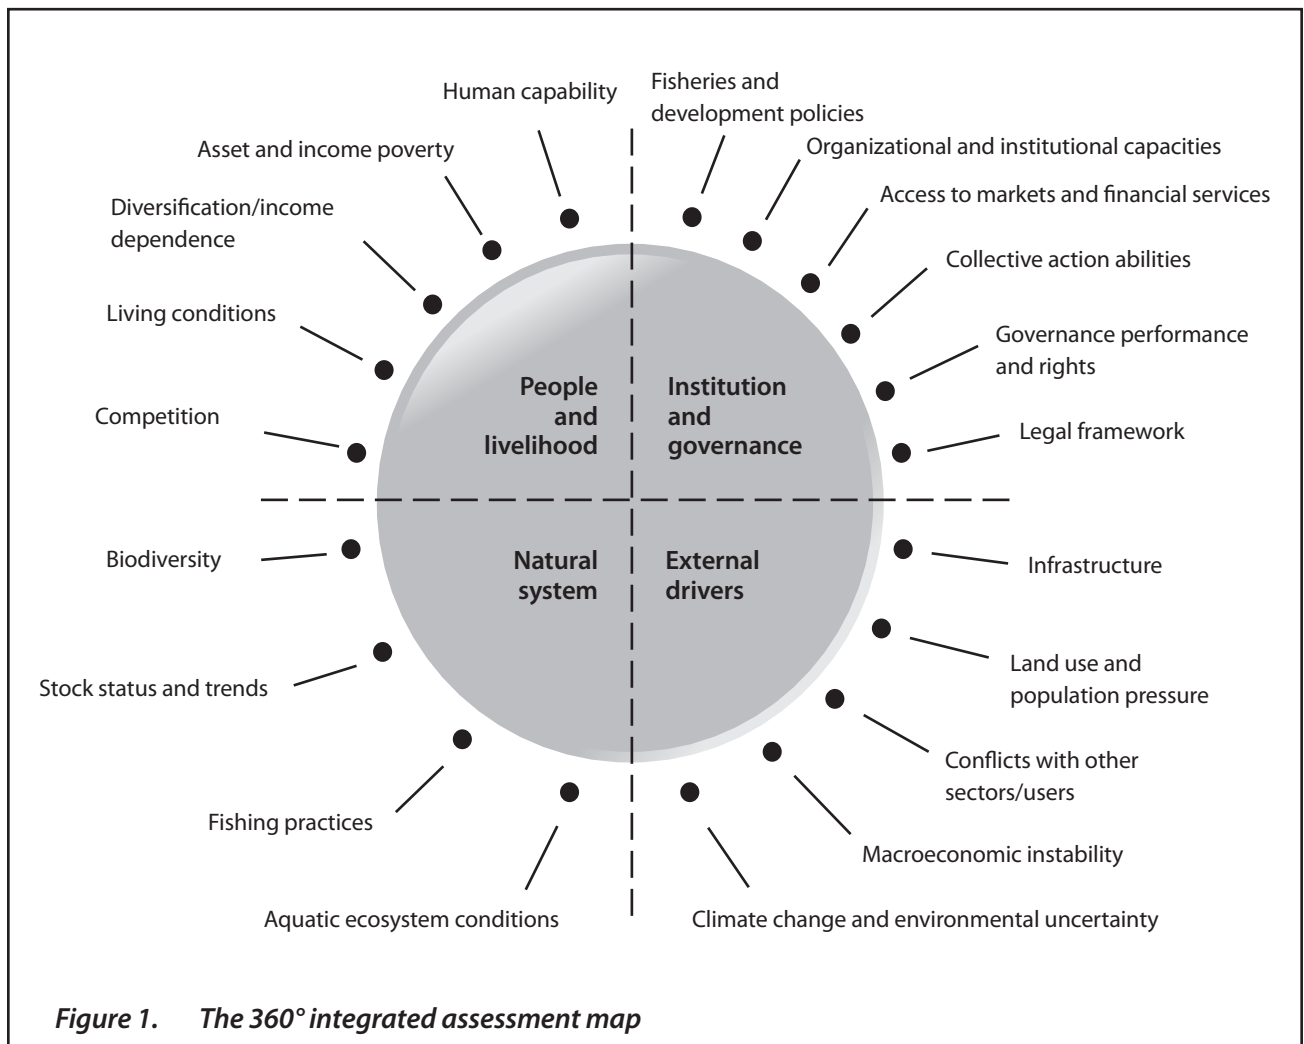 Human capability
Fisheries and
development policies
Asset and income poverty
Organizational and institutional capacities
Diversification/income
dependence
Access to markets and financial services
Living conditions
Collective action abilities
Competition
Governance performance
and rights
Legal framework
People
and
livelihood
Institution
and
governance
Biodiversity
Natural
system
External
drivers
Infrastructure
Stock status and trends
Land use and
population pressure
Fishing practices
Conflicts with other
sectors/users
Macroeconomic instability
Aquatic ecosystem conditions
Climate change and environmental uncertainty
Figure 1. The 360° integrated assessment map